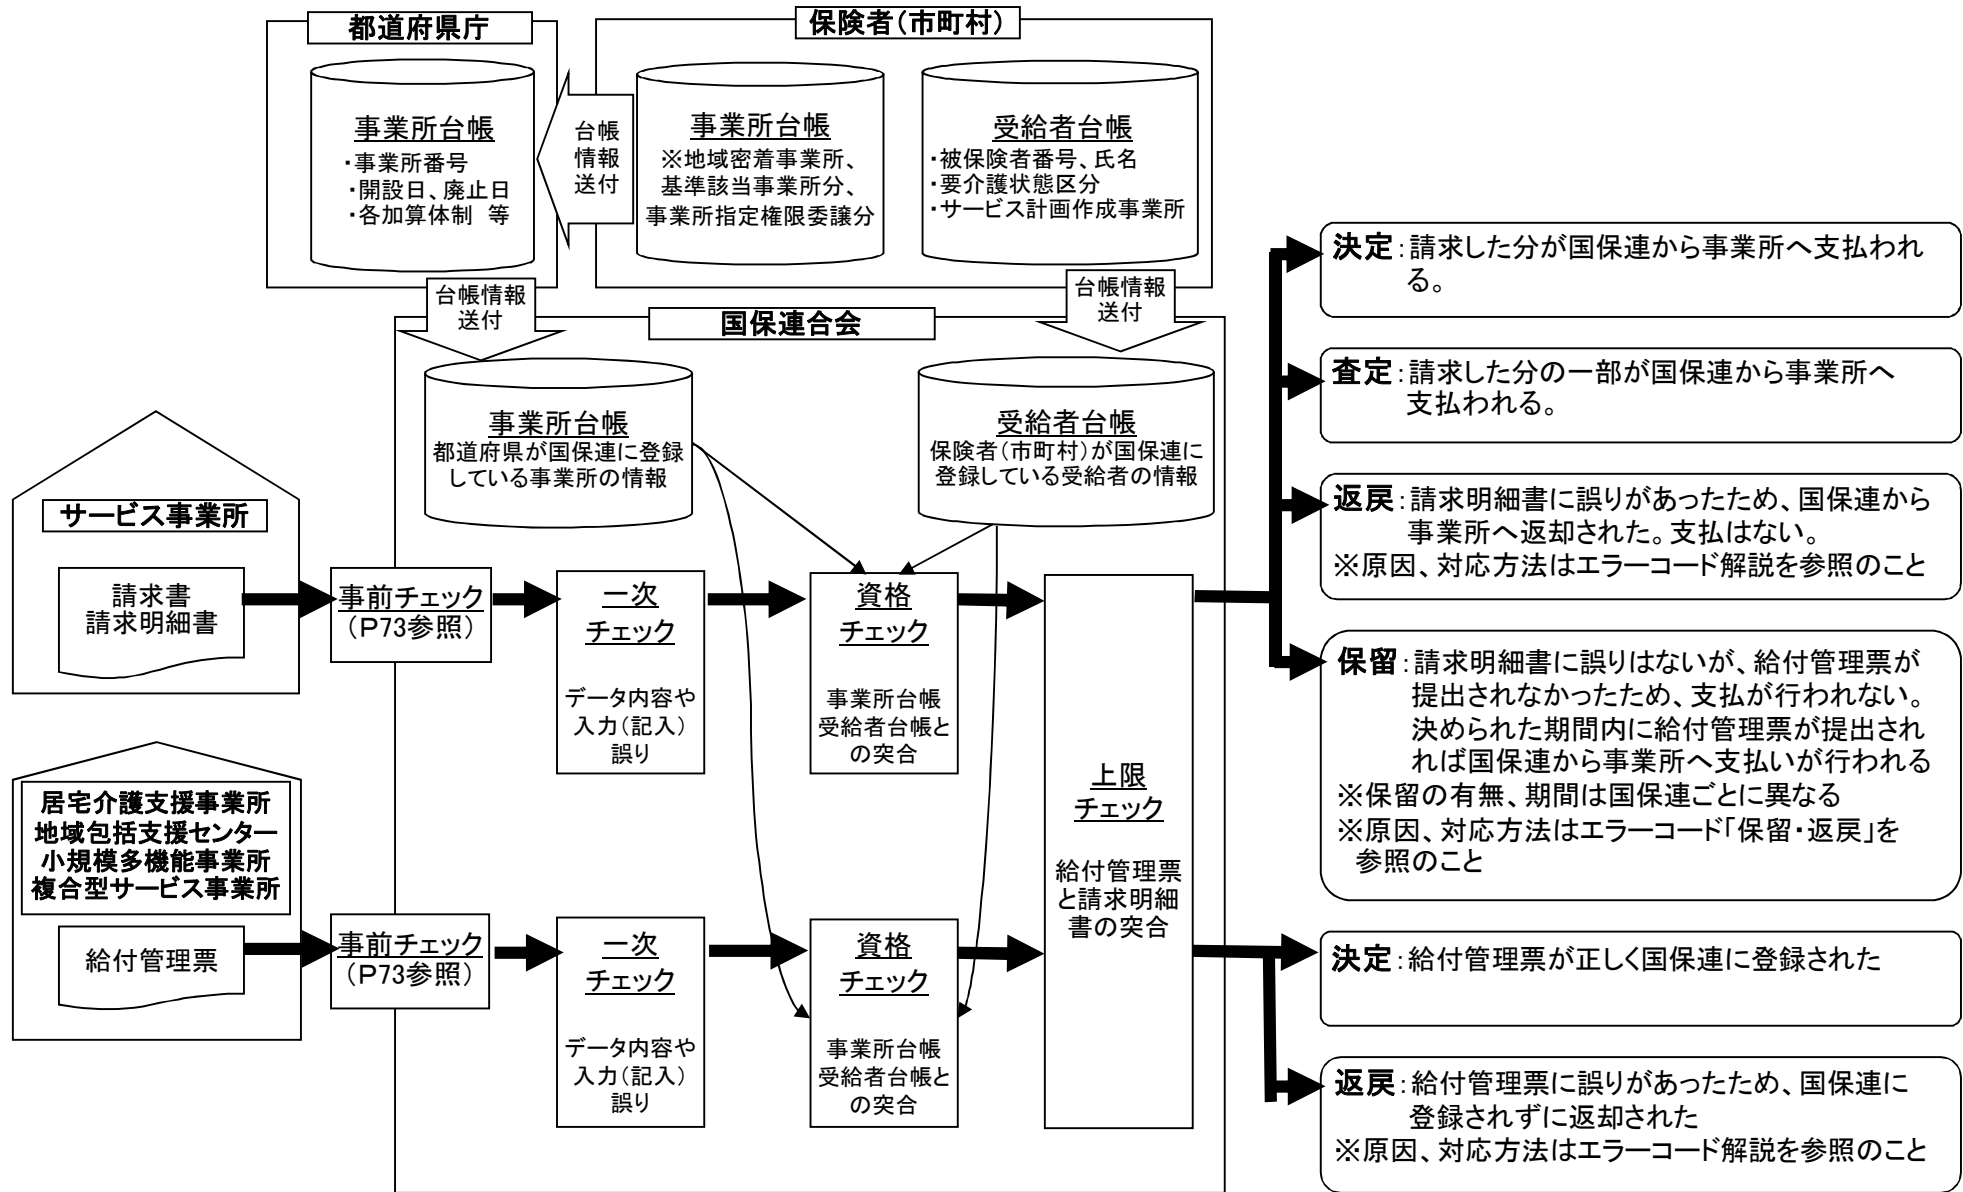 都道府県庁
事業所台帳
・事業所番号
・開設日、廃止日
・各加算体制　等
台帳
情報
送付
保険者（市町村）
事業所台帳
※地域密着事業所、
基準該当事業所分、
事業所指定権限委譲分
受給者台帳
・被保険者番号、氏名
・要介護状態区分
・サービス計画作成事業所
台帳情報
送付
台帳情報
送付
国保連合会
事業所台帳
都道府県が国保連に登録
している事業所の情報
受給者台帳
保険者（市町村）が国保連に
登録している受給者の情報
サービス事業所
請求書
請求明細書
事前チェック
（P73参照）
一次
チェック
データ内容や
入力（記入）
誤り
資格
チェック
事業所台帳
受給者台帳と
の突合
居宅介護支援事業所
地域包括支援センター
小規模多機能事業所
複合型サービス事業所
給付管理票
事前チェック
（P73参照）
一次
チェック
データ内容や
入力（記入）
誤り
資格
チェック
事業所台帳
受給者台帳と
の突合
上限
チェック
給付管理票
と請求明細
書の突合
決定：請求した分が国保連から事業所へ支払われ
る。
査定：請求した分の一部が国保連から事業所へ
支払われる。
返戻：請求明細書に誤りがあったため、国保連から
事業所へ返却された。支払はない。
※原因、対応方法はエラーコード解説を参照のこと
保留：請求明細書に誤りはないが、給付管理票が
提出されなかったため、支払が行われない。
決められた期間内に給付管理票が提出され
れば国保連から事業所へ支払いが行われる
※保留の有無、期間は国保連ごとに異なる
※原因、対応方法はエラーコード「保留・返戻」を
参照のこと
決定：給付管理票が正しく国保連に登録された
返戻：給付管理票に誤りがあったため、国保連に
登録されずに返却された
※原因、対応方法はエラーコード解説を参照のこと